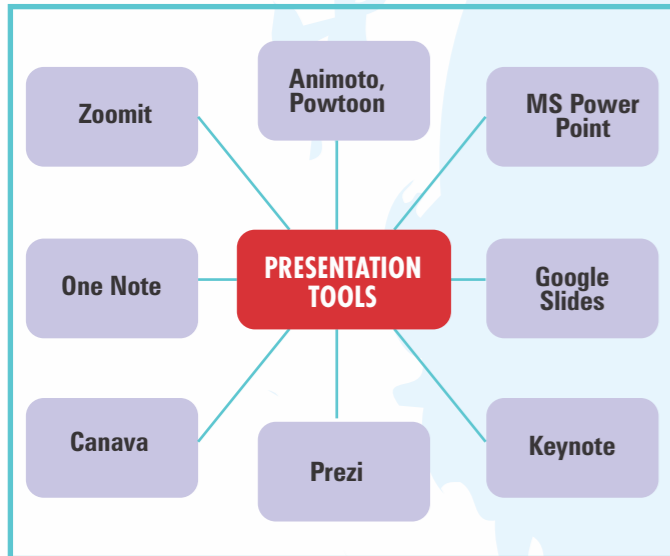 Zoomit
Animoto,
Powtoon
MS Power
Point
One Note
PRESENTATION
TOOLS
Google
Slides
Canava
Prezi
Keynote